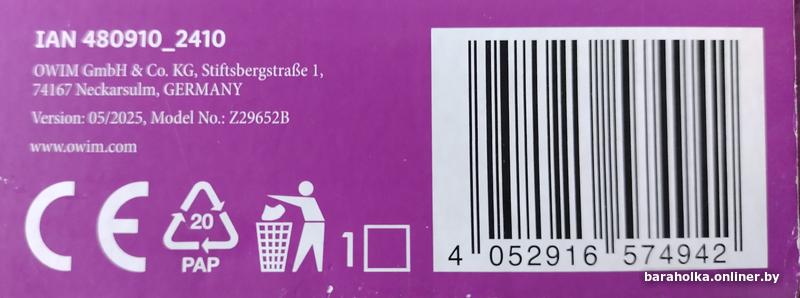 IAN 480910_2410
OWIM GmbH & Co. KG, Stiftsbergstraße 1,
74167 Neckarsulm, GERMANY
Version: 05/2025, Model No.: Z29652B
www.owim.com
CE
20
PAP
1
4 052916 574942
baraholka.onliner.by